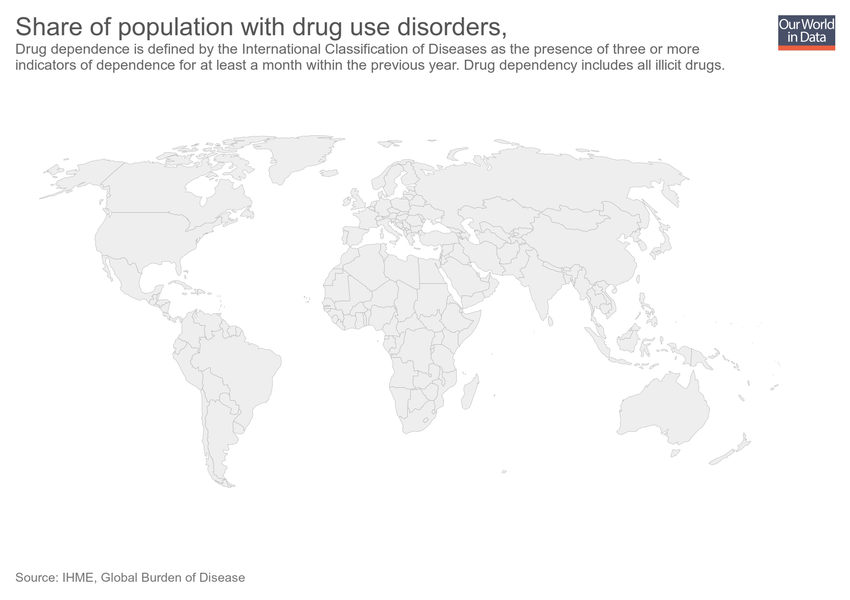 Share of population with drug use disorders,
Our World
in Data
Drug dependence is defined by the International Classification of Diseases as the presence of three or more
indicators of dependence for at least a month within the previous year. Drug dependency includes all illicit drugs.
Source: IHME, Global Burden of Disease